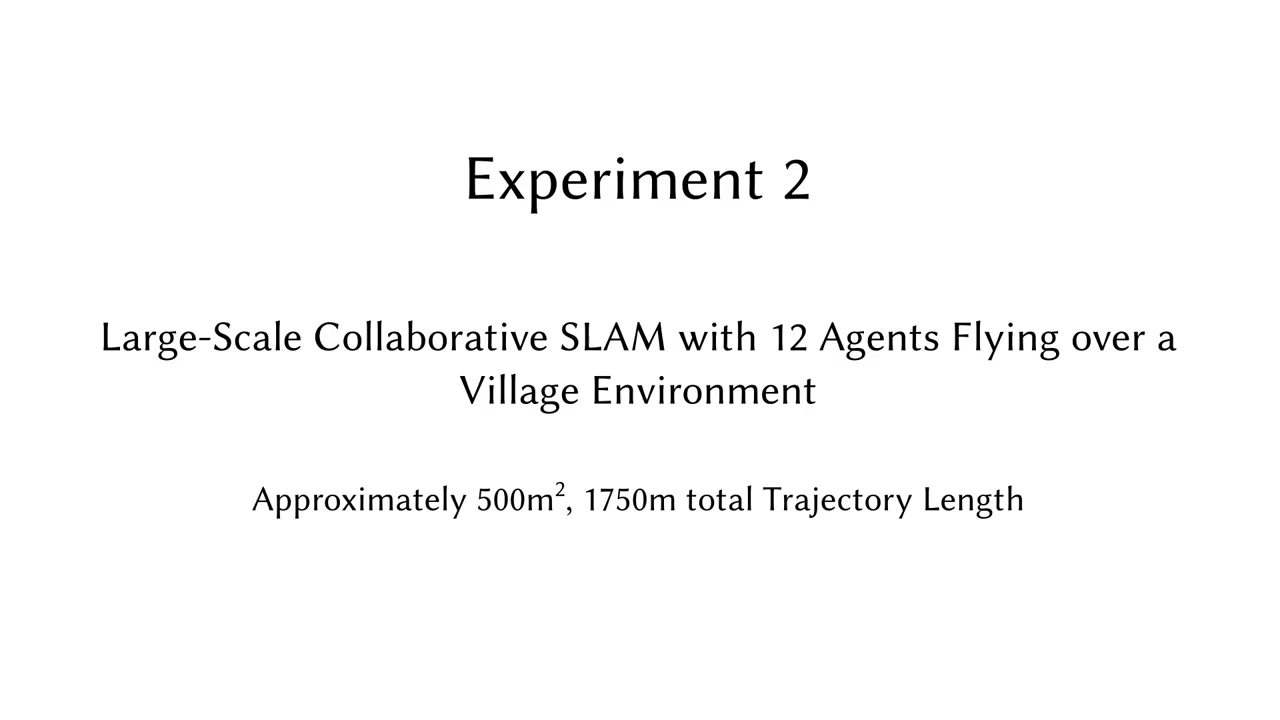 Experiment 2
Large-Scale Collaborative SLAM with 12 Agents Flying over a
Village Environment
Approximately 500m², 1750m total Trajectory Length